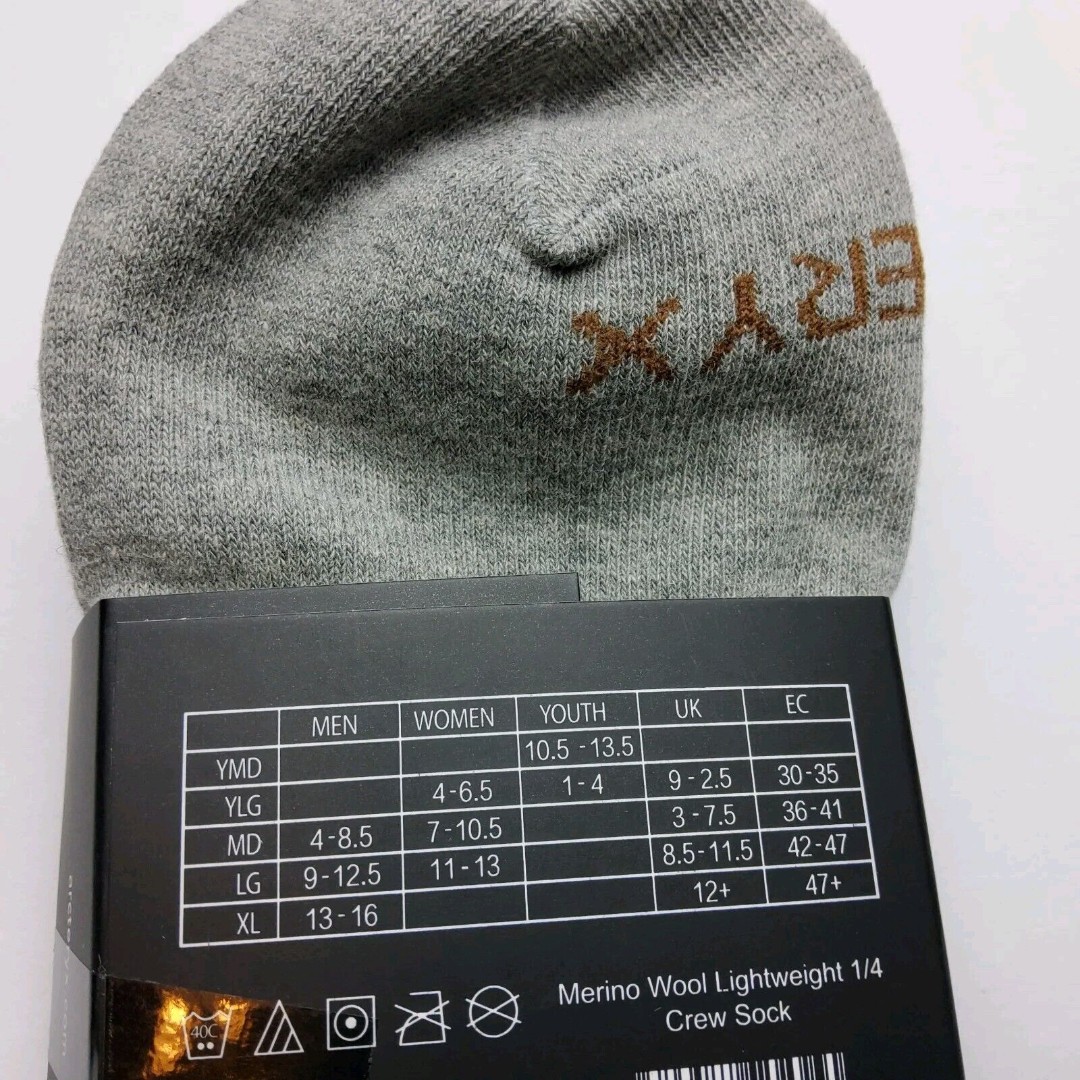 ERYX
MEN WOMEN YOUTH UK EC
YMD 10.5 - 13.5
YLG 4-6.5 1-4 9-2.5 30-35
MD 4-8.5 7-10.5 3-7.5 36-41
LG 9-12.5 11-13 8.5-11.5 42-47
XL 13-16 12+ 47+
40C
Merino Wool Lightweight 1/4
Crew Sock